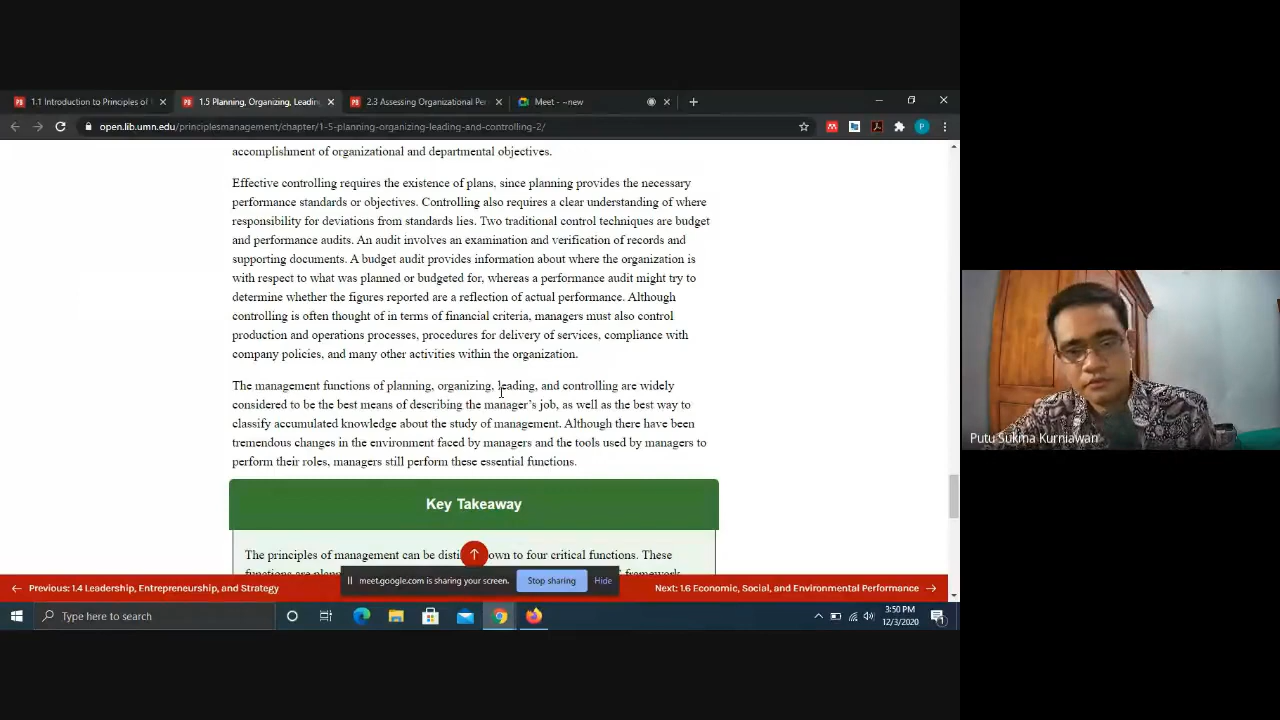 1.1 Introduction to Principles of
1.5 Planning, Organizing, Leadin
2.3 Assessing Organizational Pe
Meet - ~new
open.lib.umn.edu/principlesmanagement/chapter/1-5-planning-organizing-leading-and-controlling-2/
accomplishment of organizational and departmental objectives.
Effective controlling requires the existence of plans, since planning provides the necessary
performance standards or objectives. Controlling also requires a clear understanding of where
responsibility for deviations from standards lies. Two traditional control techniques are budget
and performance audits. An audit involves an examination and verification of records and
supporting documents. A budget audit provides information about where the organization is
with respect to what was planned or budgeted for, whereas a performance audit might try to
determine whether the figures reported are a reflection of actual performance. Although
controlling is often thought of in terms of financial criteria, managers must also control
production and operations processes, procedures for delivery of services, compliance with
company policies, and many other activities within the organization.
The management functions of planning, organizing, leading, and controlling are widely
considered to be the best means of describing the manager's job, as well as the best way to
classify accumulated knowledge about the study of management. Although there have been
tremendous changes in the environment faced by managers and the tools used by managers to
perform their roles, managers still perform these essential functions.
Putu Sukma Kurniawan
Key Takeaway
The principles of management can be disti own to four critical functions. These
meet.google.com is sharing your screen.
Stop sharing
Hide
Previous: 1.4 Leadership, Entrepreneurship, and Strategy
Next: 1.6 Economic, Social, and Environmental Performance
Type here to search
3:50 PM
12/3/2020